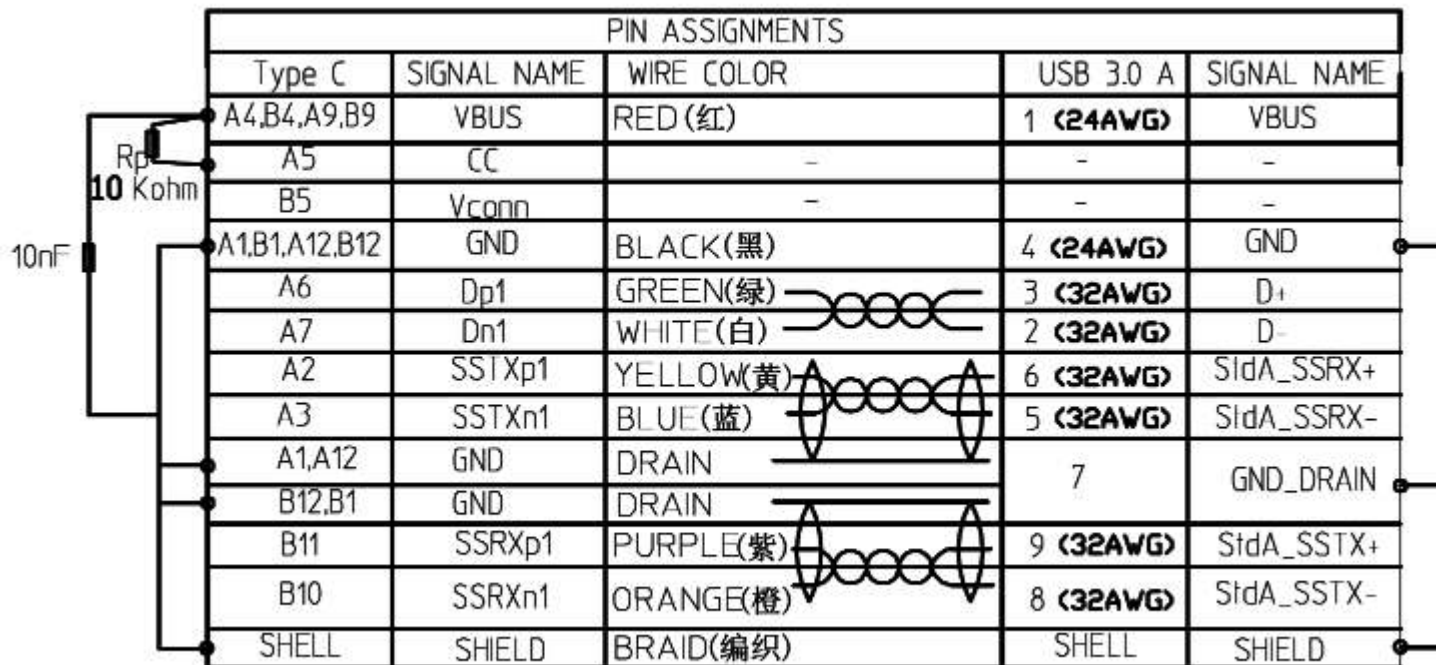 PIN ASSIGNMENTS
Type C SIGNAL NAME WIRE COLOR USB 3.0 A SIGNAL NAME
A4,B4,A9,B9 VBUS RED(红) 1 (24AWG) VBUS
Rp
A5 CC - - -
10 Kohm
B5 Vconn - - -
10nF
A1,B1,A12,B12 GND BLACK(黑) 4 (24AWG) GND
A6 Dp1 GREEN(绿) 3 (32AWG) D+
A7 Dn1 WHITE(白) 2 (32AWG) D-
A2 SSTXp1 YELLOW(黄) 6 (32AWG) StdA_SSRX+
A3 SSTXn1 BLUE(蓝) 5 (32AWG) StdA_SSRX-
A1,A12 GND DRAIN 7 GND_DRAIN
B12,B1 GND DRAIN
B11 SSRXp1 PURPLE(紫) 9 (32AWG) StdA_SSTX+
B10 SSRXn1 ORANGE(橙) 8 (32AWG) StdA_SSTX-
SHELL SHIELD BRAID(编织) SHELL SHIELD